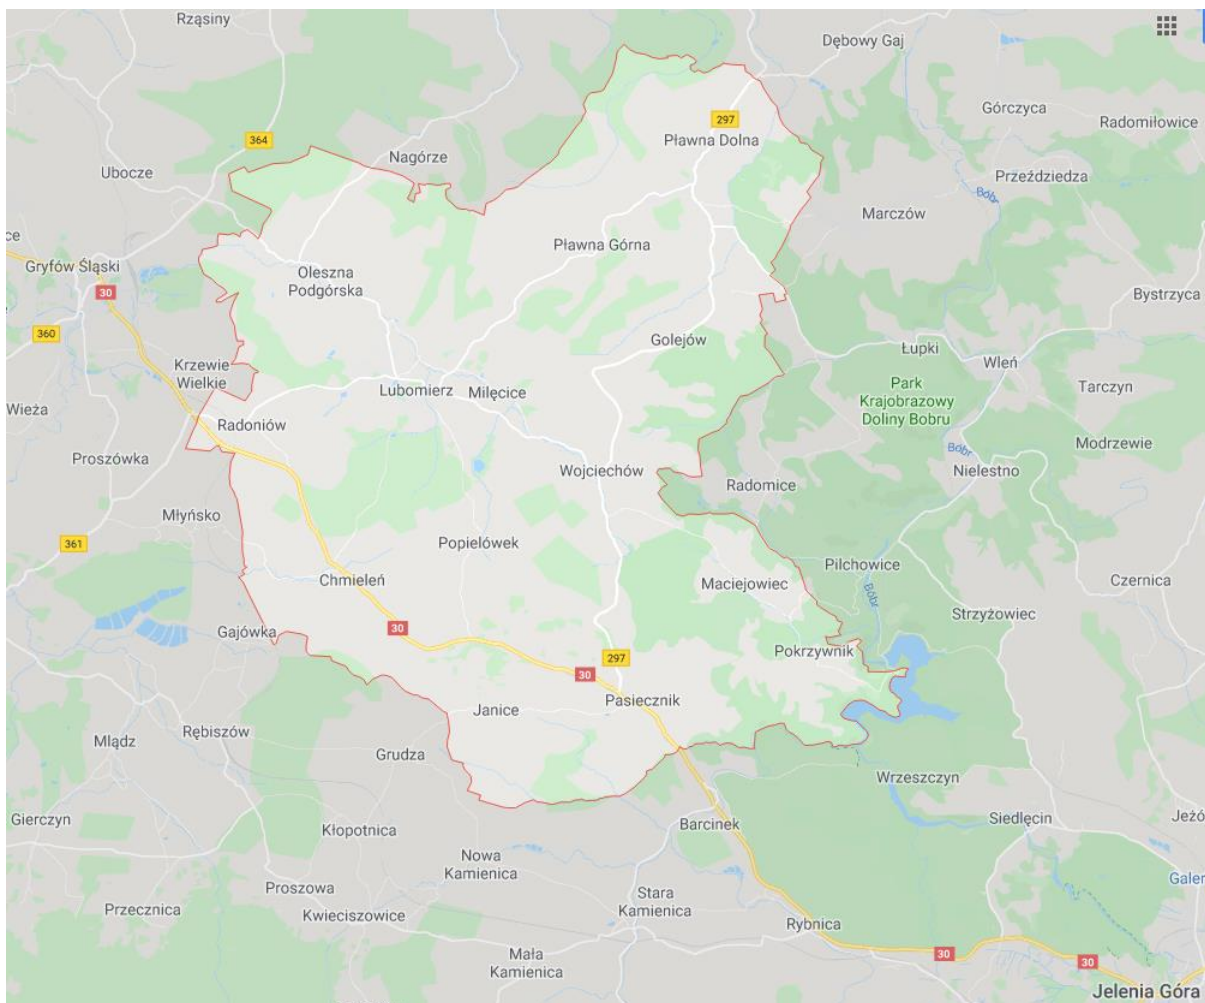 Rząsiny
Dębowy Gaj
Górczyca
297
Radomiłowice
364
Pławna Dolna
Nagórze
Ubocze
Przeździedza
Bóbr
Marczów
ce
Pławna Górna
Gryfów Śląski
Oleszna
Podgórska
30
Bystrzyca
360
Golejów
Łupki
Wleń
Krzewie
Wielkie
Park
Krajobrazowy
Doliny Bobru
Tarczyn
Lubomierz
Milęcice
Wieża
Radoniów
Modrzewie
Bóbr
Proszówka
Wojciechów
Nielestno
Radomice
Młyńsko
361
Popielówek
Pilchowice
Chmieleń
Maciejowiec
Czernica
Bóbr
Strzyżowiec
Gajówka
30
Pokrzywnik
297
30
Pasiecznik
Janice
Rębiszów
Mlądz
Grudza
Wrzeszczyn
Gierczyn
Siedlęcin
Jeżó
Kłopotnica
Barcinek
Nowa
Kamienica
Galer
Proszowa
Stara
Kamienica
Przecznica
Kwieciszowice
Rybnica
Mała
Kamienica
30
30
Jelenia Góra